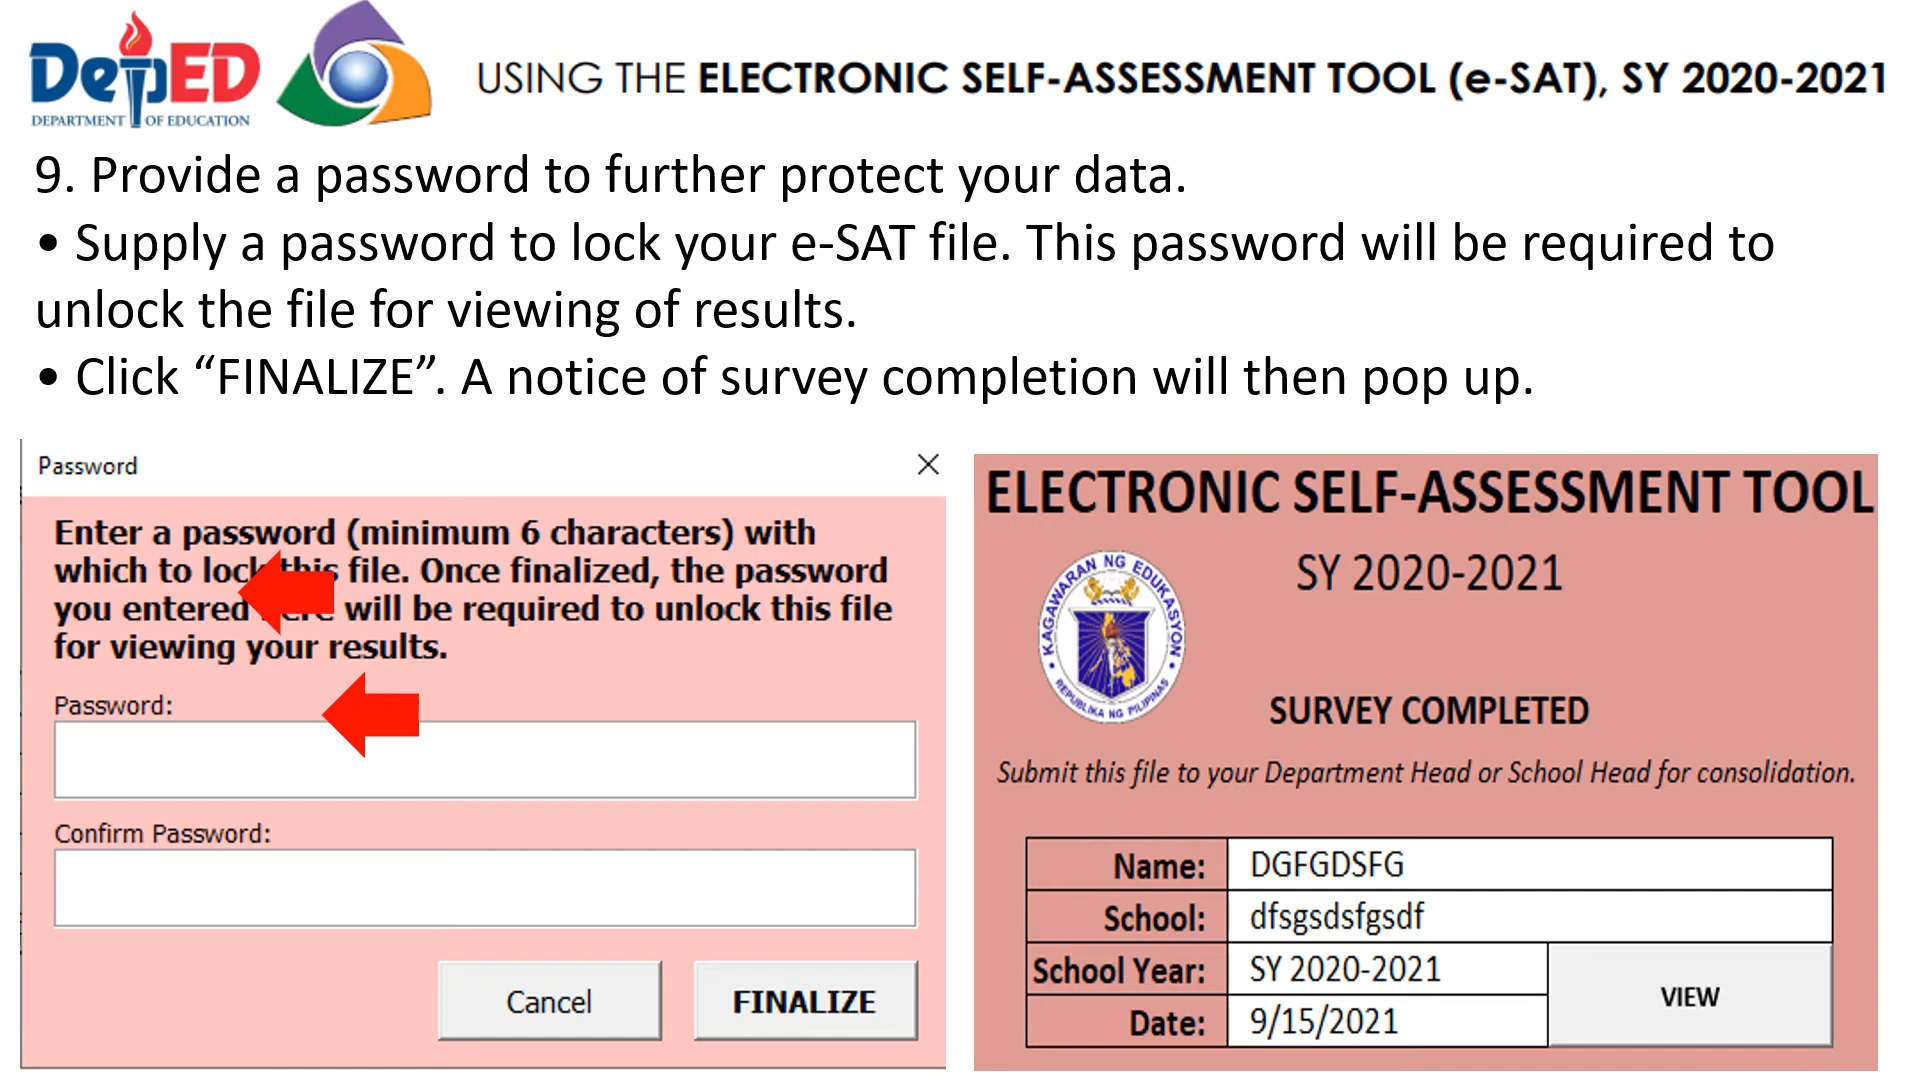 DepED
DEPARTMENT OF EDUCATION
USING THE ELECTRONIC SELF-ASSESSMENT TOOL (e-SAT), SY 2020-2021
9. Provide a password to further protect your data.
• Supply a password to lock your e-SAT file. This password will be required to
unlock the file for viewing of results.
• Click “FINALIZE”. A notice of survey completion will then pop up.
Password
Enter a password (minimum 6 characters) with
which to lock this file. Once finalized, the password
you entered here will be required to unlock this file
for viewing your results.
Password:
Confirm Password:
Cancel
FINALIZE
ELECTRONIC SELF-ASSESSMENT TOOL
SY 2020-2021
KAGAWARAN NG EDUKASYON
REPUBLIKA NG PILIPINAS
SURVEY COMPLETED
Submit this file to your Department Head or School Head for consolidation.
Name: DGFGDSFG
School: dfsgsdsfgsdf
School Year: SY 2020-2021
Date: 9/15/2021
VIEW